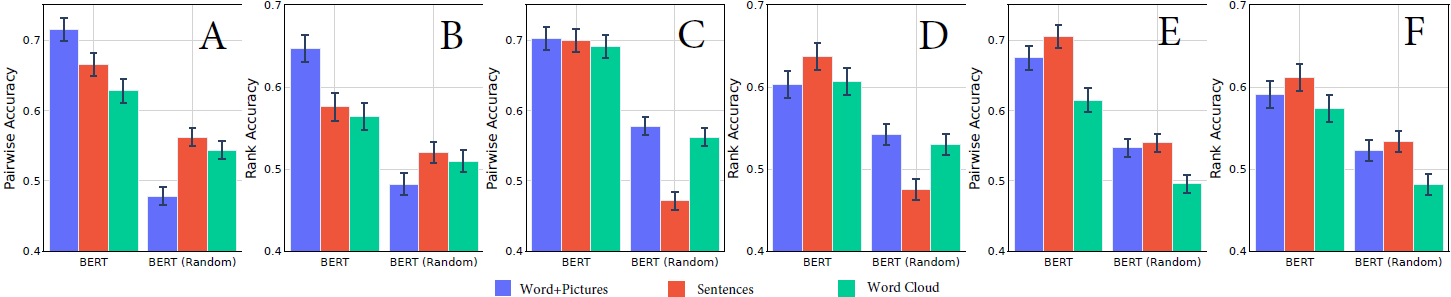 A
Pairwise Accuracy
0.7
0.6
0.5
0.4
BERT
BERT (Random)
B
Rank Accuracy
0.7
0.6
0.5
0.4
BERT
BERT (Random)
C
Pairwise Accuracy
0.7
0.6
0.5
0.4
BERT
BERT (Random)
D
Rank Accuracy
0.7
0.6
0.5
0.4
BERT
BERT (Random)
E
Pairwise Accuracy
0.7
0.6
0.5
0.4
BERT
BERT (Random)
F
Rank Accuracy
0.7
0.6
0.5
0.4
BERT
BERT (Random)
Word+Pictures
Sentences
Word Cloud